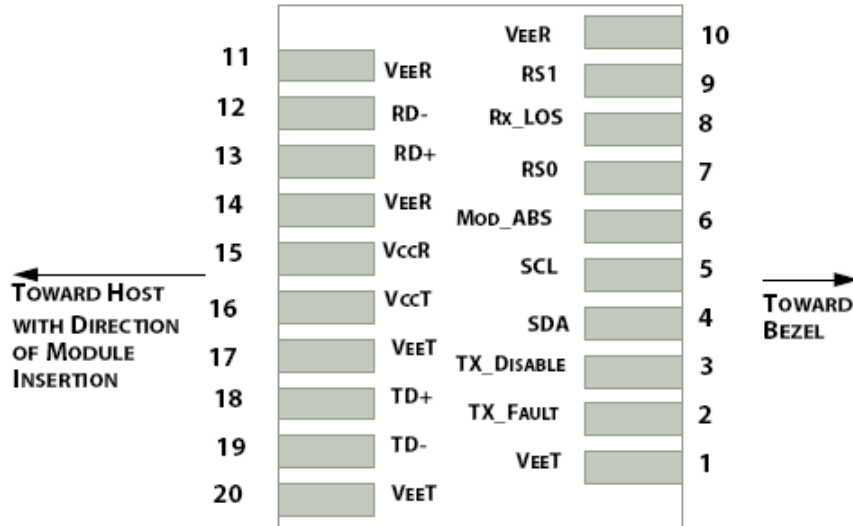 11 VEER
12 RD-
13 RD+
14 VEER
15 VccR
16 VccT
17 VEET
18 TD+
19 TD-
20 VEET
VEER 10
RS1 9
Rx_LOS 8
RS0 7
MOD_ABS 6
SCL 5
SDA 4
TX_DISABLE 3
TX_FAULT 2
VEET 1
TOWARD HOST
WITH DIRECTION
OF MODULE
INSERTION
TOWARD
BEZEL